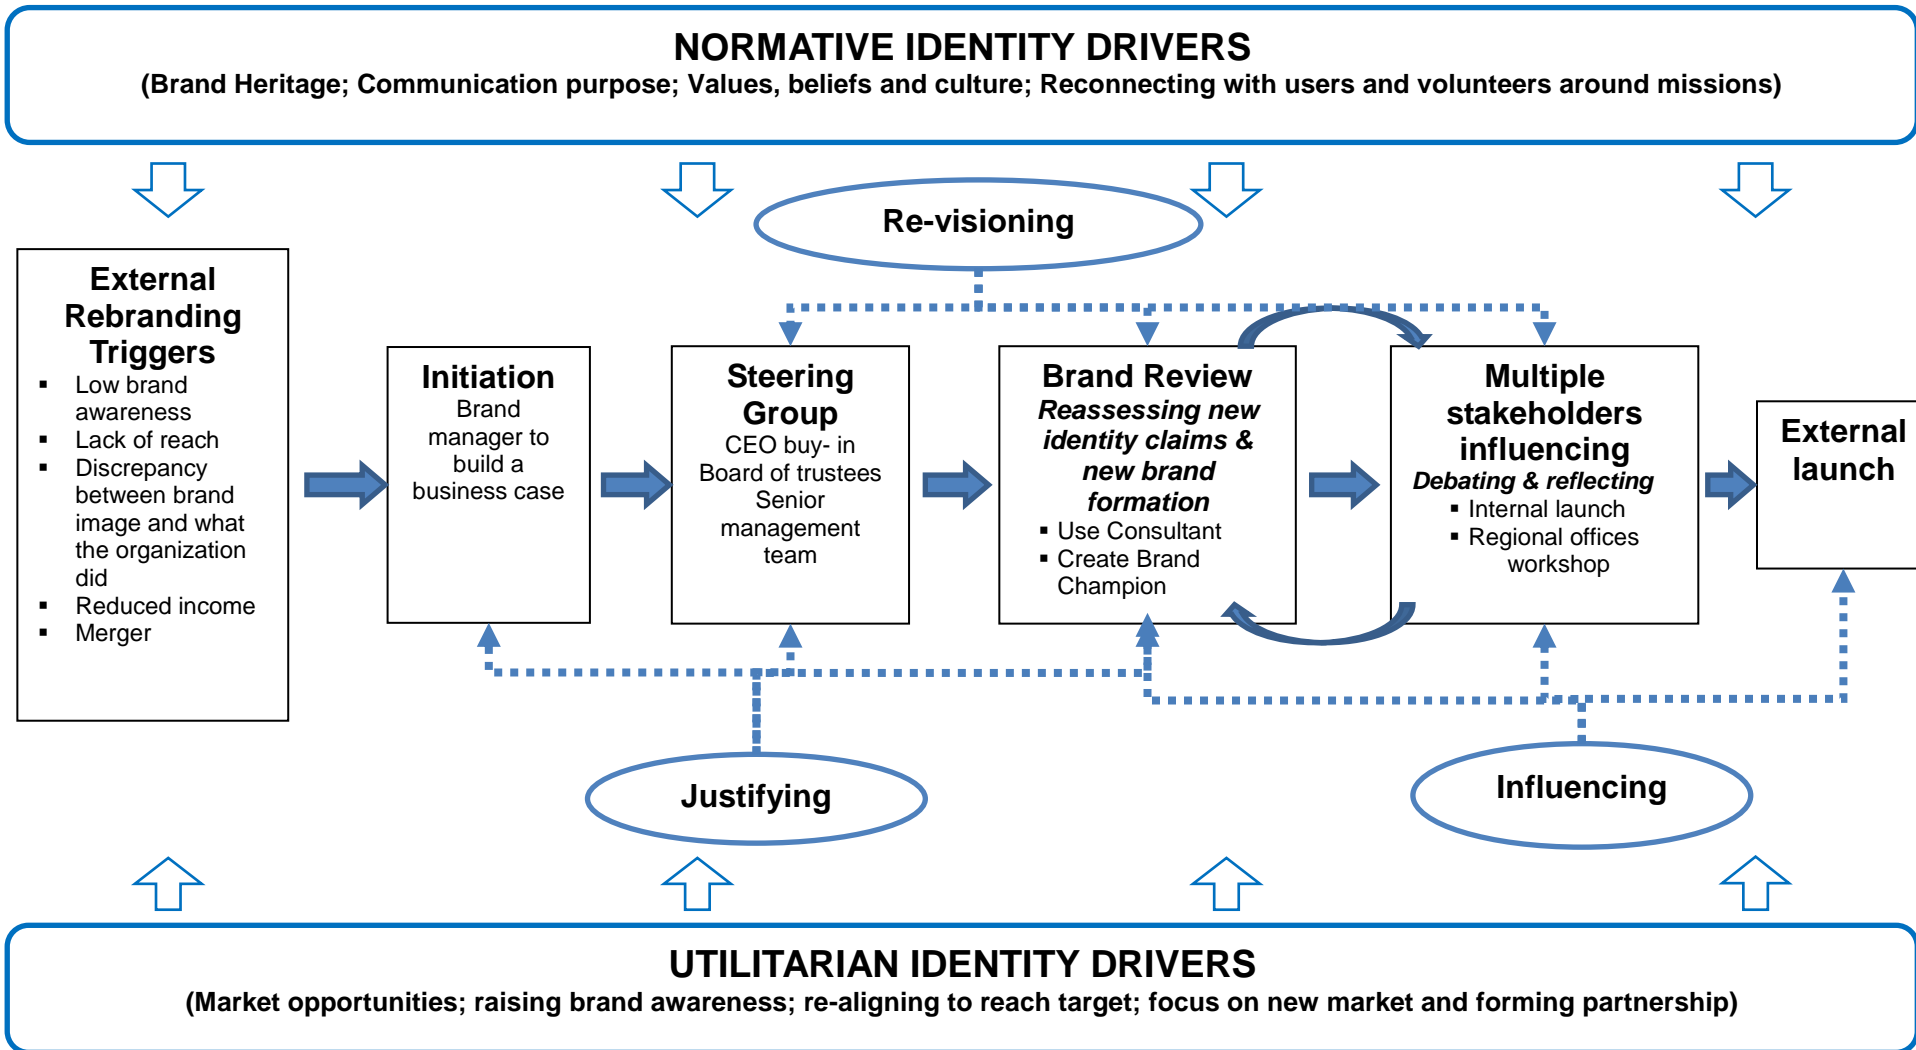 NORMATIVE IDENTITY DRIVERS
(Brand Heritage; Communication purpose; Values, beliefs and culture; Reconnecting with users and volunteers around missions)
Re-visioning
External
Rebranding
Triggers
▪ Low brand
awareness
▪ Lack of reach
▪ Discrepancy
between brand
image and what
the organization
did
▪ Reduced income
▪ Merger
Initiation
Brand
manager to
build a
business case
Steering
Group
CEO buy- in
Board of trustees
Senior
management
team
Brand Review
Reassessing new
identity claims &
new brand
formation
▪ Use Consultant
▪ Create Brand
Champion
Multiple
stakeholders
influencing
Debating & reflecting
▪ Internal launch
▪ Regional offices
workshop
External
launch
Justifying
Influencing
UTILITARIAN IDENTITY DRIVERS
(Market opportunities; raising brand awareness; re-aligning to reach target; focus on new market and forming partnership)